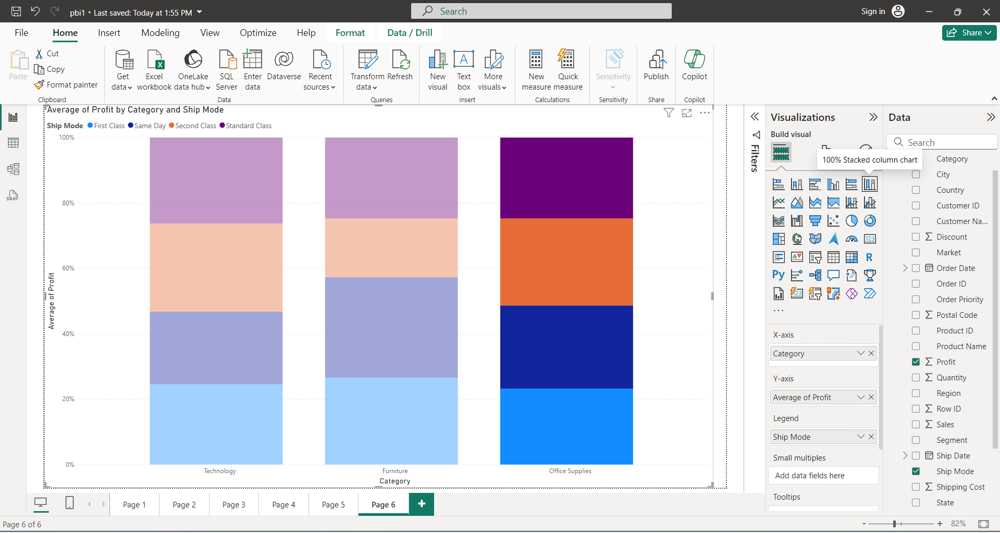 pbi1 • Last saved: Today at 1:55 PM
Search
Sign in
File Home Insert Modeling View Optimize Help Format Data / Drill
Share
Paste
Cut
Copy
Format painter
Clipboard
Get data
Excel workbook
OneLake data hub
SQL Server
Enter data
Dataverse
Recent sources
Data
Transform data
Refresh
Queries
New visual
Text box
More visuals
Insert
New measure
Quick measure
Calculations
Sensitivity
Sensitivity
Publish
Share
Copilot
Copilot
Average of Profit by Category and Ship Mode
Ship Mode First Class Same Day Second Class Standard Class
100%
80%
60%
40%
20%
0%
Average of Profit
Technology Furniture Office Supplies
Category
Filters
Visualizations
Build visual
100% Stacked column chart
123
R
Py
123
X-axis
Category
Y-axis
Average of Profit
Legend
Ship Mode
Small multiples
Add data fields here
Tooltips
Data
Search
Category
City
Country
Customer ID
Customer Na...
Discount
Market
Order Date
Order ID
Order Priority
Postal Code
Product ID
Product Name
Profit
Quantity
Region
Row ID
Sales
Segment
Ship Date
Ship Mode
Shipping Cost
State
DAX
Page 1 Page 2 Page 3 Page 4 Page 5 Page 6
Page 6 of 6
- + 82%